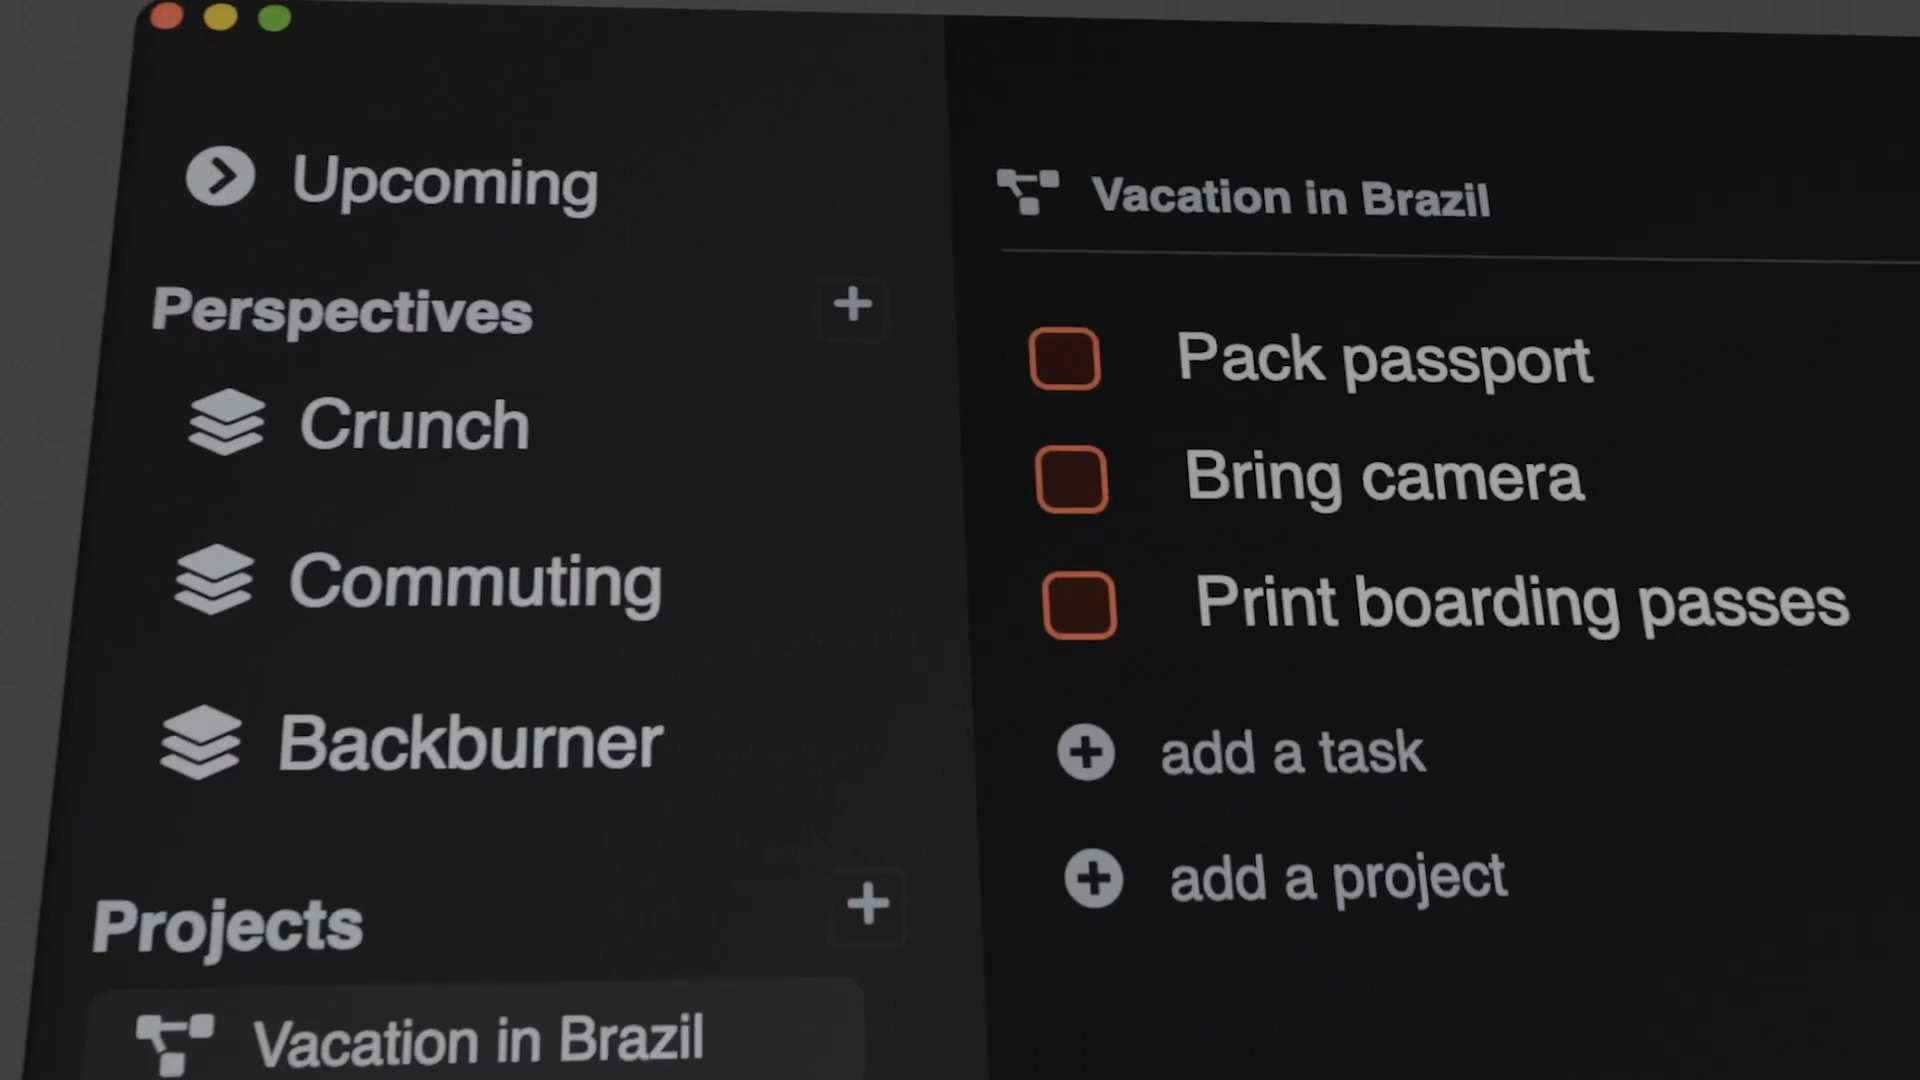 Upcoming
Perspectives
Crunch
Commuting
Backburner
Projects
Vacation in Brazil
Vacation in Brazil
Pack passport
Bring camera
Print boarding passes
add a task
add a project